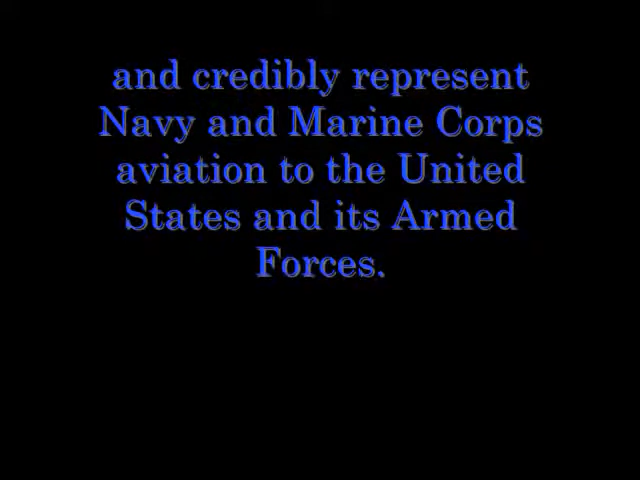 and credibly represent
Navy and Marine Corps
aviation to the United
States and its Armed
Forces.